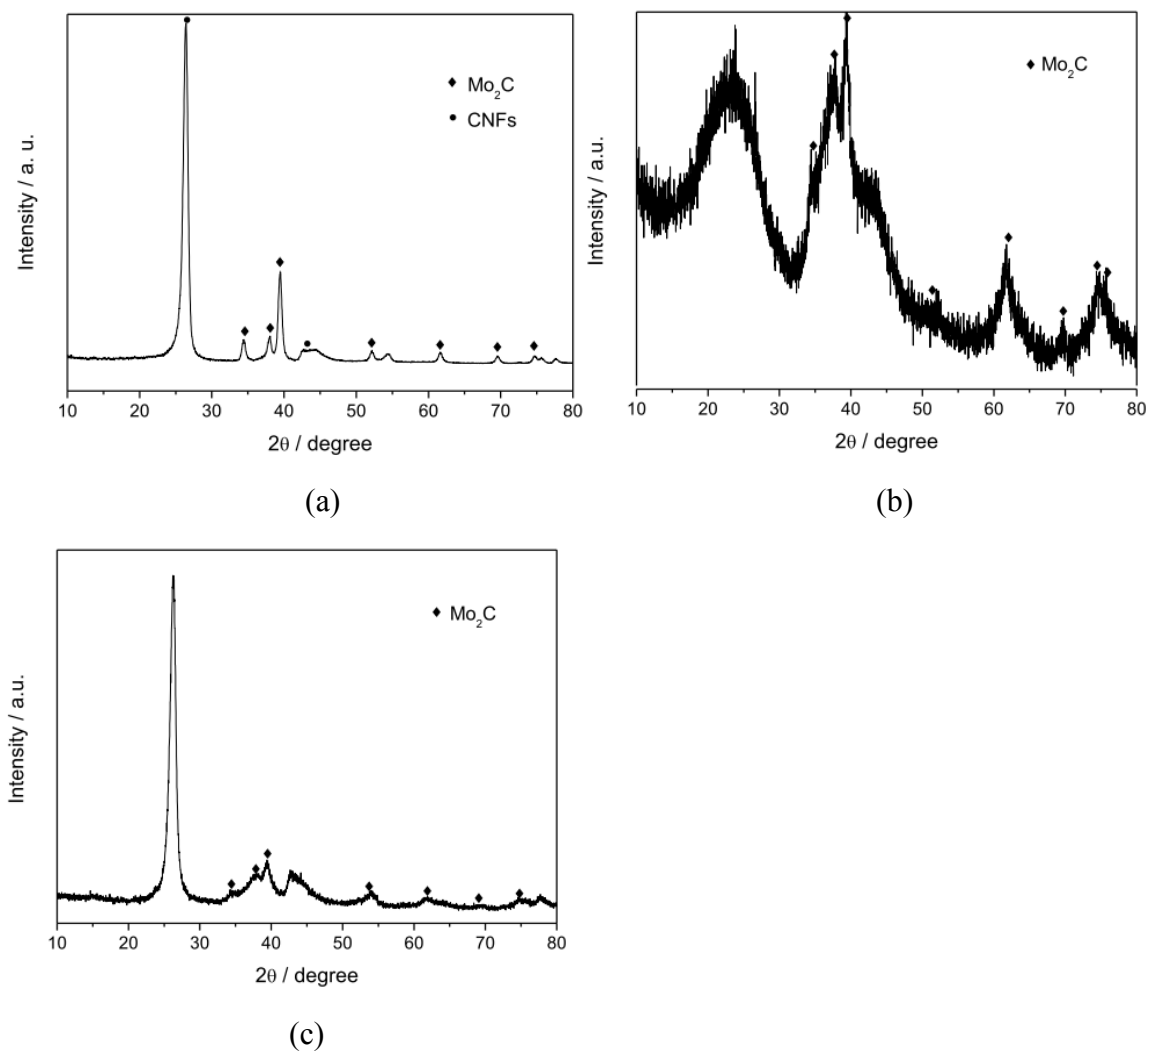 Intensity / a. u.
◆ Mo₂C
• CNFs
10 20 30 40 50 60 70 80
2θ / degree
(a)
Intensity / a.u.
◆ Mo₂C
10 20 30 40 50 60 70 80
2θ / degree
(b)
Intensity / a.u.
◆ Mo₂C
10 20 30 40 50 60 70 80
2θ / degree
(c)